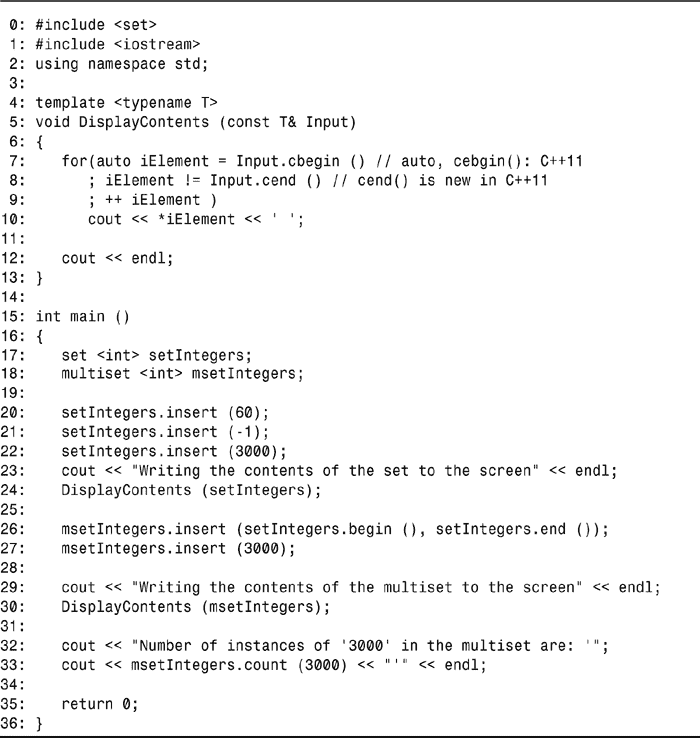 0: #include <set>
1: #include <iostream>
2: using namespace std;
3:
4: template <typename T>
5: void DisplayContents (const T& Input)
6: {
7:    for(auto iElement = Input.cbegin () // auto, cebgin(): C++11
8:       ; iElement != Input.cend () // cend() is new in C++11
9:       ; ++ iElement )
10:       cout << *iElement << ' ';
11:
12:    cout << endl;
13: }
14:
15: int main ()
16: {
17:    set <int> setIntegers;
18:    multiset <int> msetIntegers;
19:
20:    setIntegers.insert (60);
21:    setIntegers.insert (-1);
22:    setIntegers.insert (3000);
23:    cout << "Writing the contents of the set to the screen" << endl;
24:    DisplayContents (setIntegers);
25:
26:    msetIntegers.insert (setIntegers.begin (), setIntegers.end ());
27:    msetIntegers.insert (3000);
28:
29:    cout << "Writing the contents of the multiset to the screen" << endl;
30:    DisplayContents (msetIntegers);
31:
32:    cout << "Number of instances of '3000' in the multiset are: '";
33:    cout << msetIntegers.count (3000) << "'" << endl;
34:
35:    return 0;
36: }